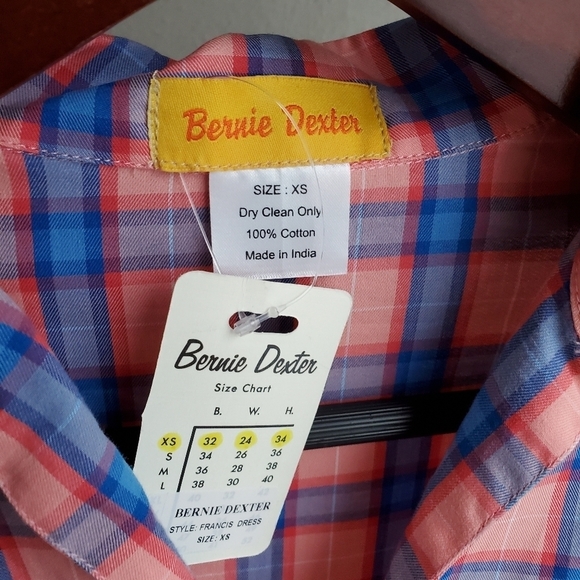 Bernie Dexter
SIZE : XS
Dry Clean Only
100% Cotton
Made in India
Bernie Dexter
Size Chart
B. W. H.
XS 32 24 34
S 34 26 36
M 36 28 38
L 38 30 40
BERNIE DEXTER
STYLE: FRANCIS DRESS
SIZE: XS